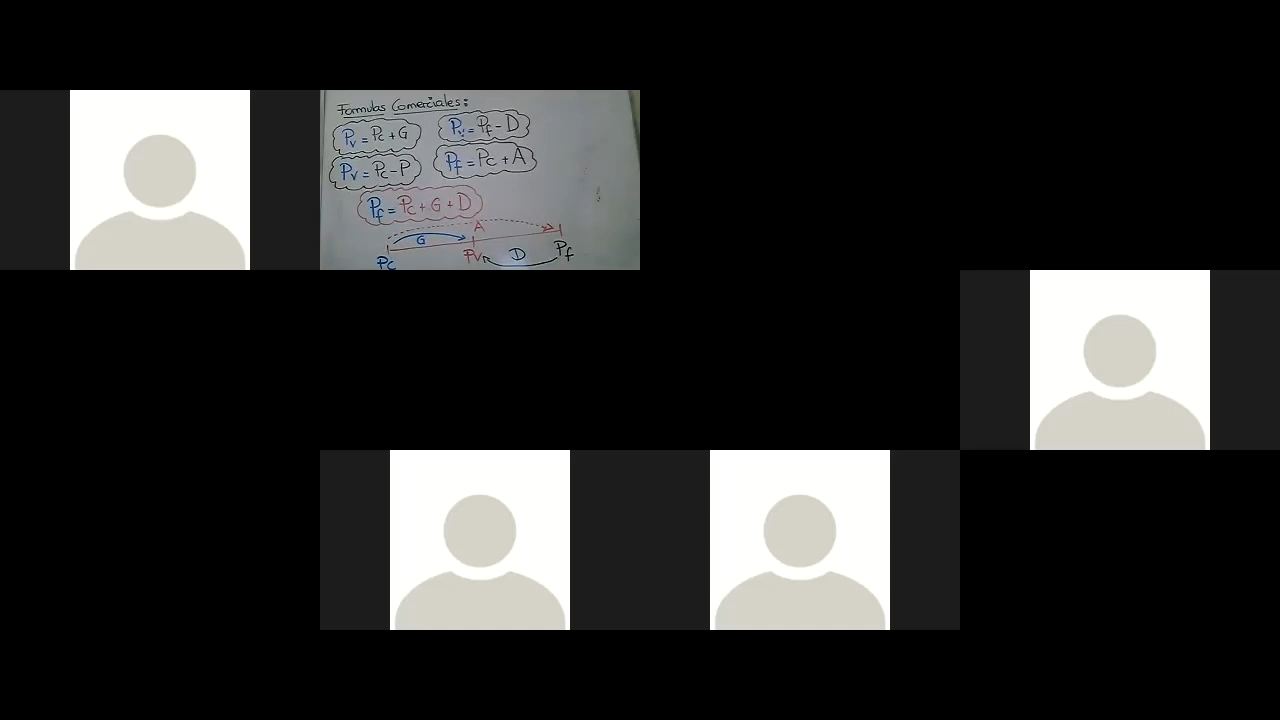 Formulas Comerciales:
Pv = Pc + G
Pv = Pf - D
Pv = Pc - P
Pf = Pc + A
Pf = Pc + G + D
A
G
Pc
Pv
D
Pf